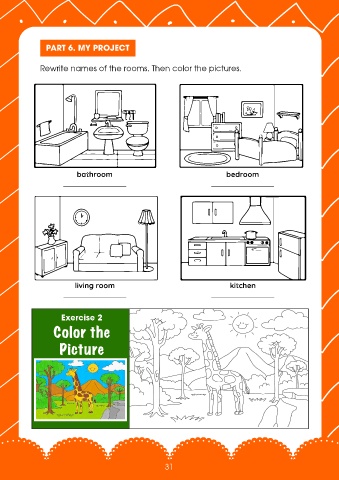 PART 6. MY PROJECT
Rewrite names of the rooms. Then color the pictures.
bathroom
bedroom
living room
kitchen
Exercise 2
Color the
Picture
31